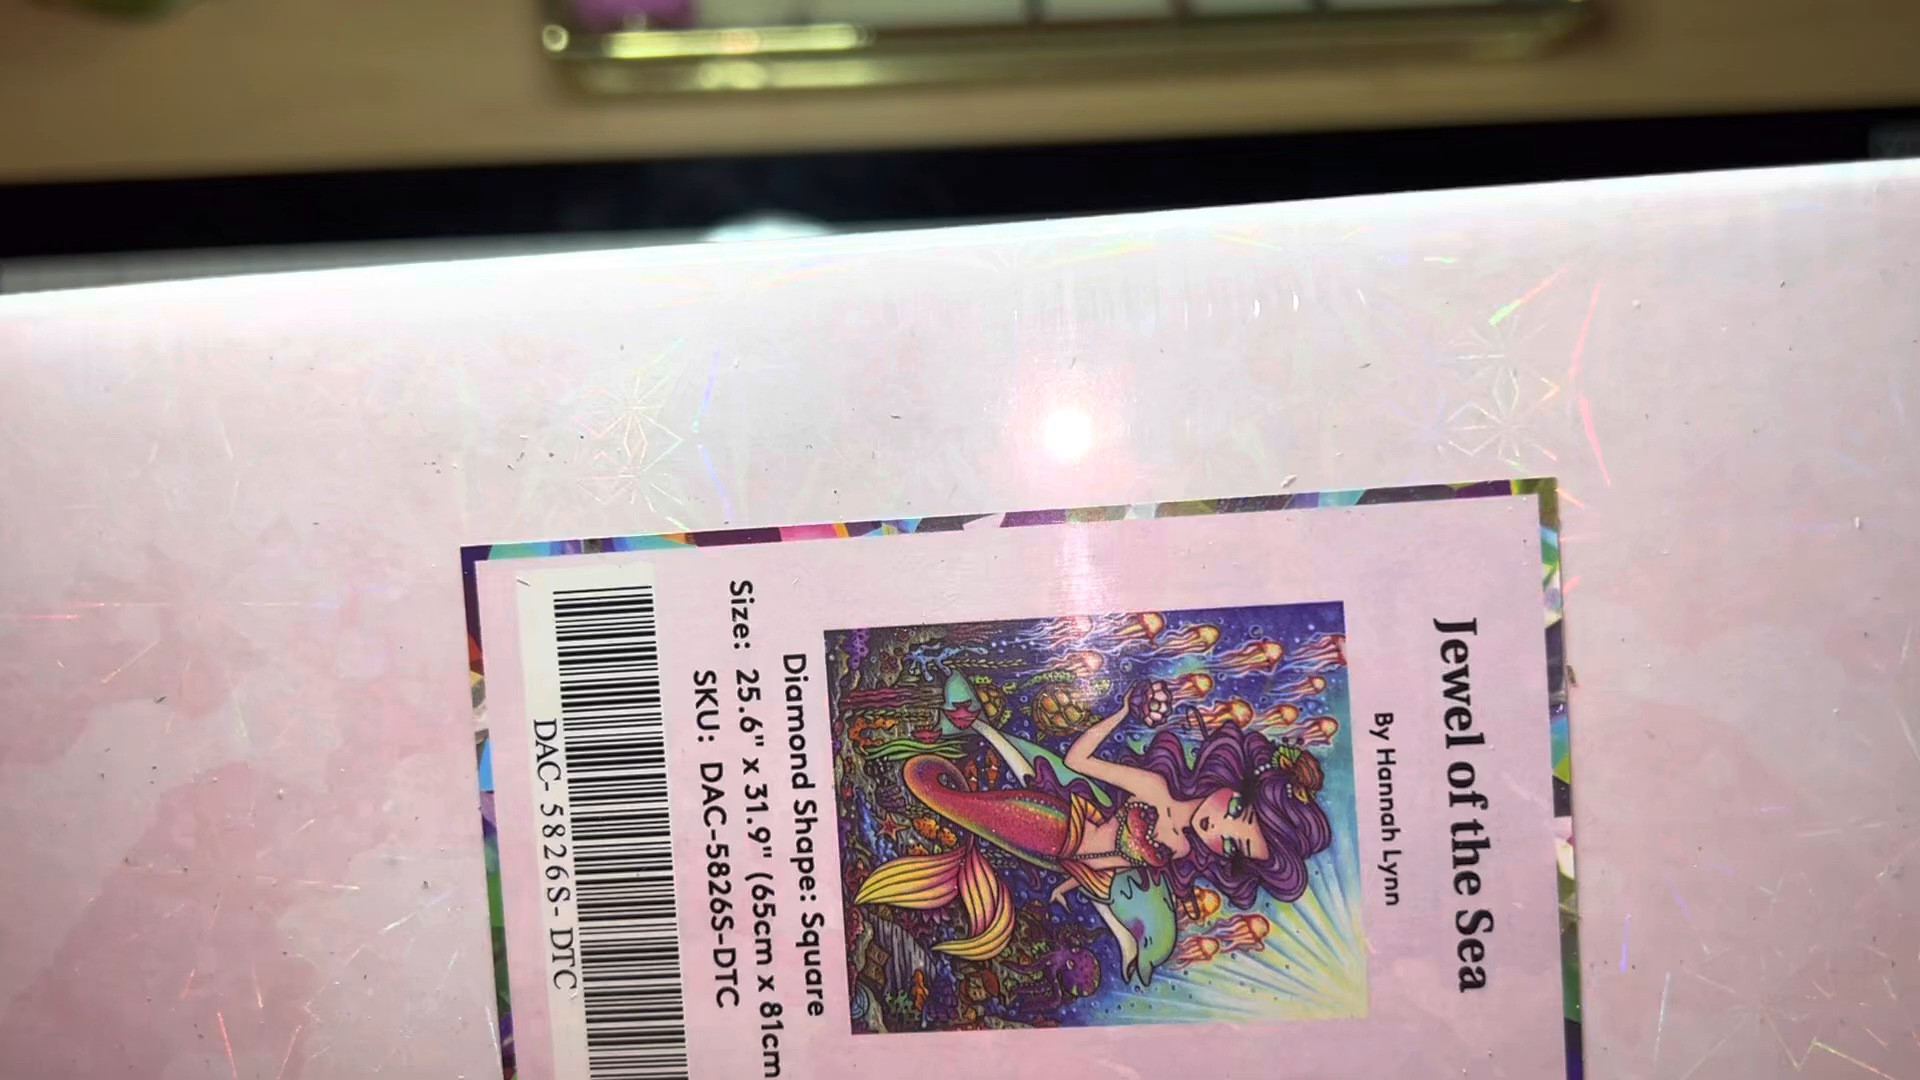 Jewel of the Sea
By Hannah Lynn
Diamond Shape: Square
Size: 25.6" x 31.9" (65cm x 81cm
SKU: DAC-5826S-DTC
DAC- 5826S- DTC